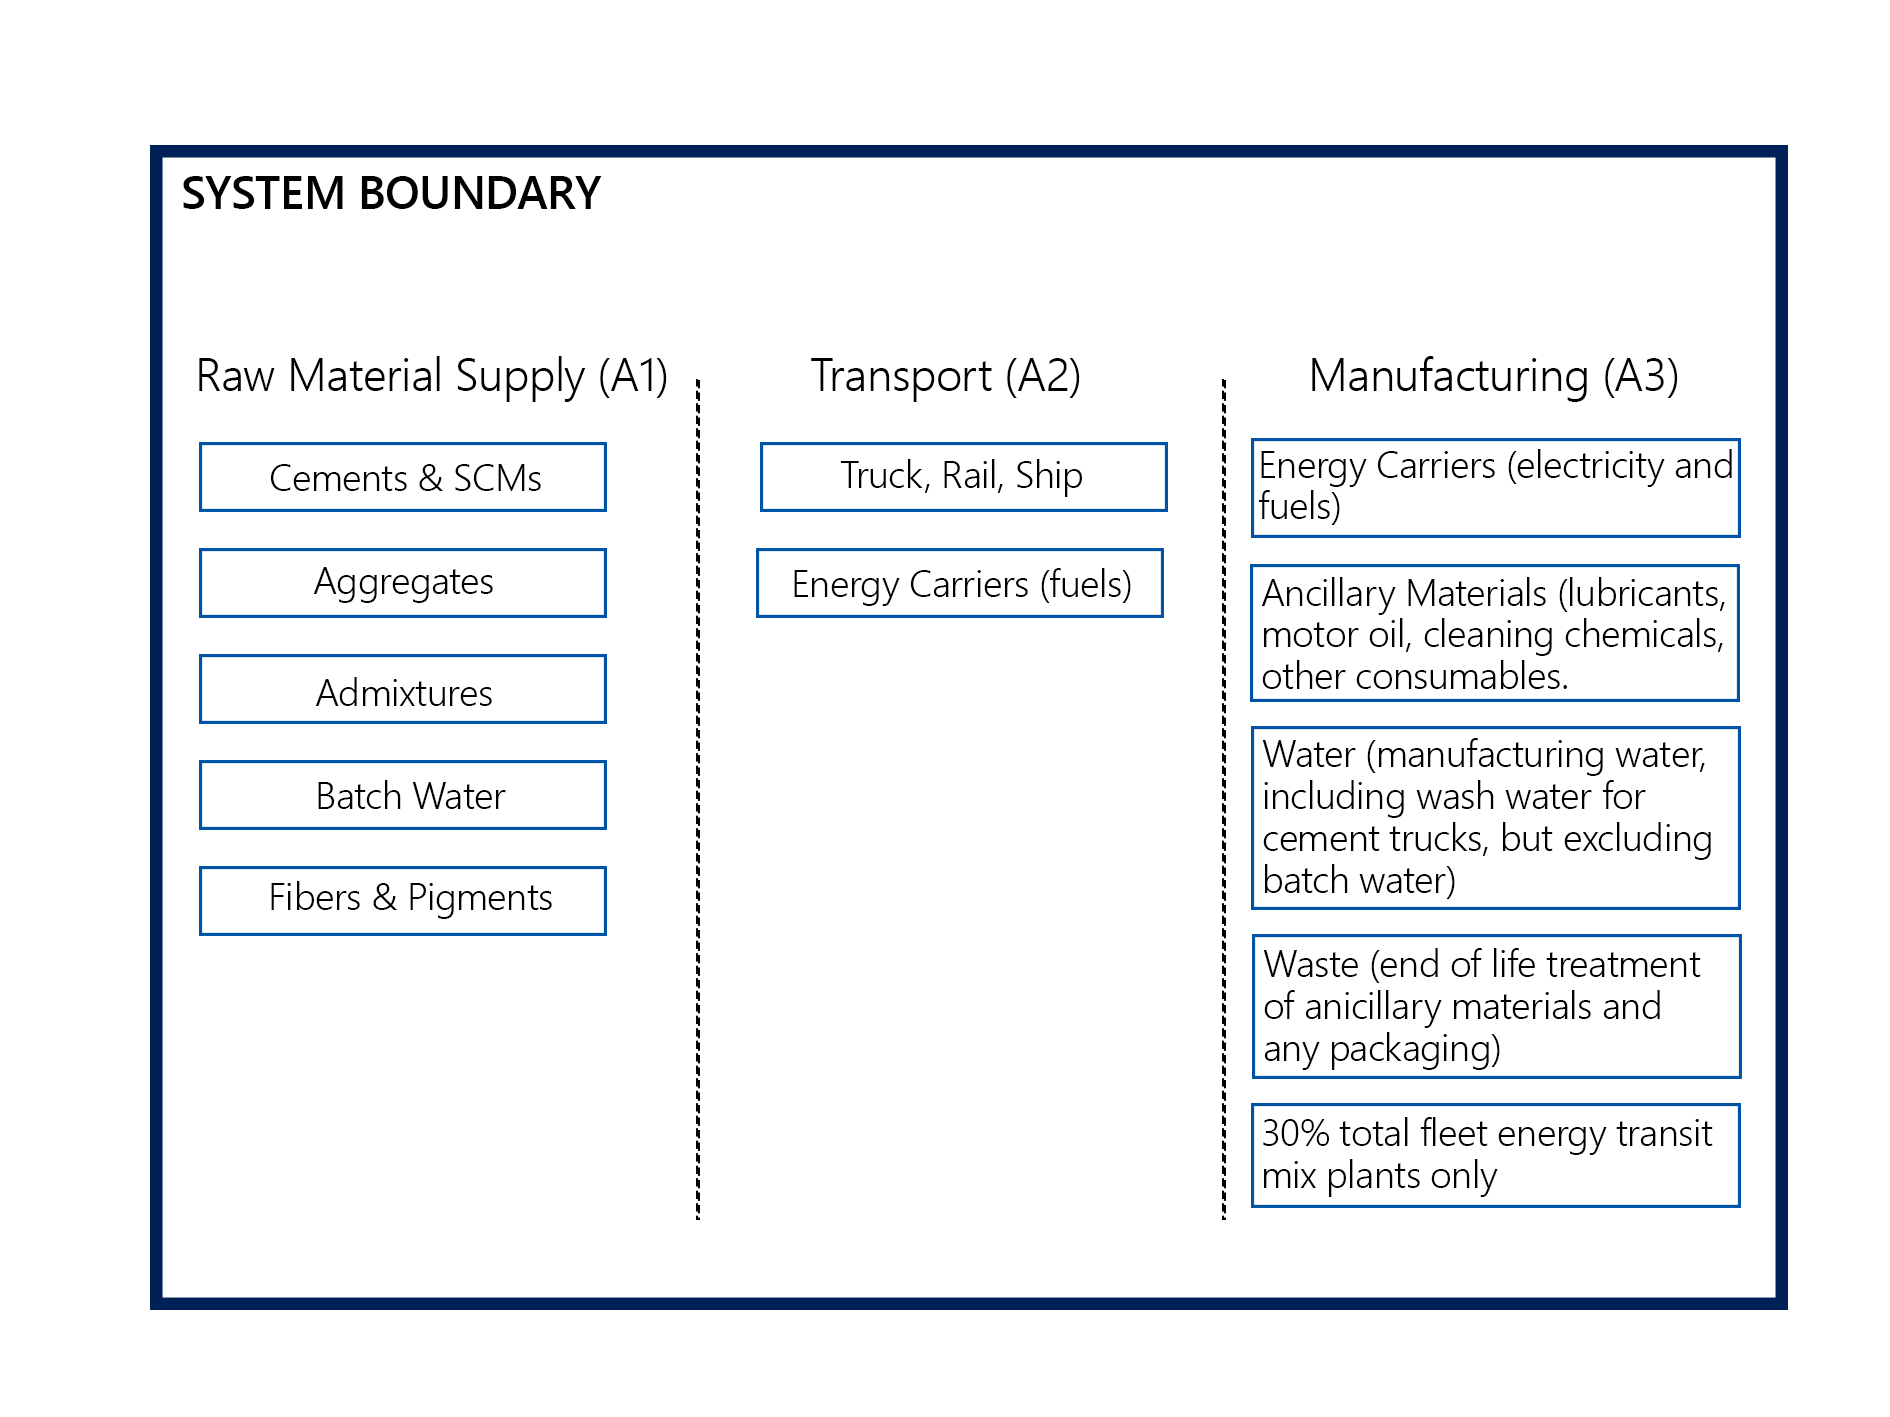 SYSTEM BOUNDARY
Raw Material Supply (A1)
Cements & SCMs
Aggregates
Admixtures
Batch Water
Fibers & Pigments
Transport (A2)
Truck, Rail, Ship
Energy Carriers (fuels)
Manufacturing (A3)
Energy Carriers (electricity and
fuels)
Ancillary Materials (lubricants,
motor oil, cleaning chemicals,
other consumables.
Water (manufacturing water,
including wash water for
cement trucks, but excluding
batch water)
Waste (end of life treatment
of anicillary materials and
any packaging)
30% total fleet energy transit
mix plants only